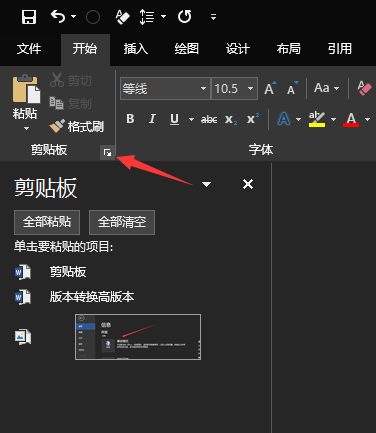 文件 开始 插入 绘图 设计 布局 引用
剪切
复制
粘贴 格式刷
等线 10.5 Aa
B I U abc X₂ X² A ab A
剪贴板 字体
剪贴板
全部粘贴 全部清空
单击要粘贴的项目:
剪贴板
版本转换高版本
信息